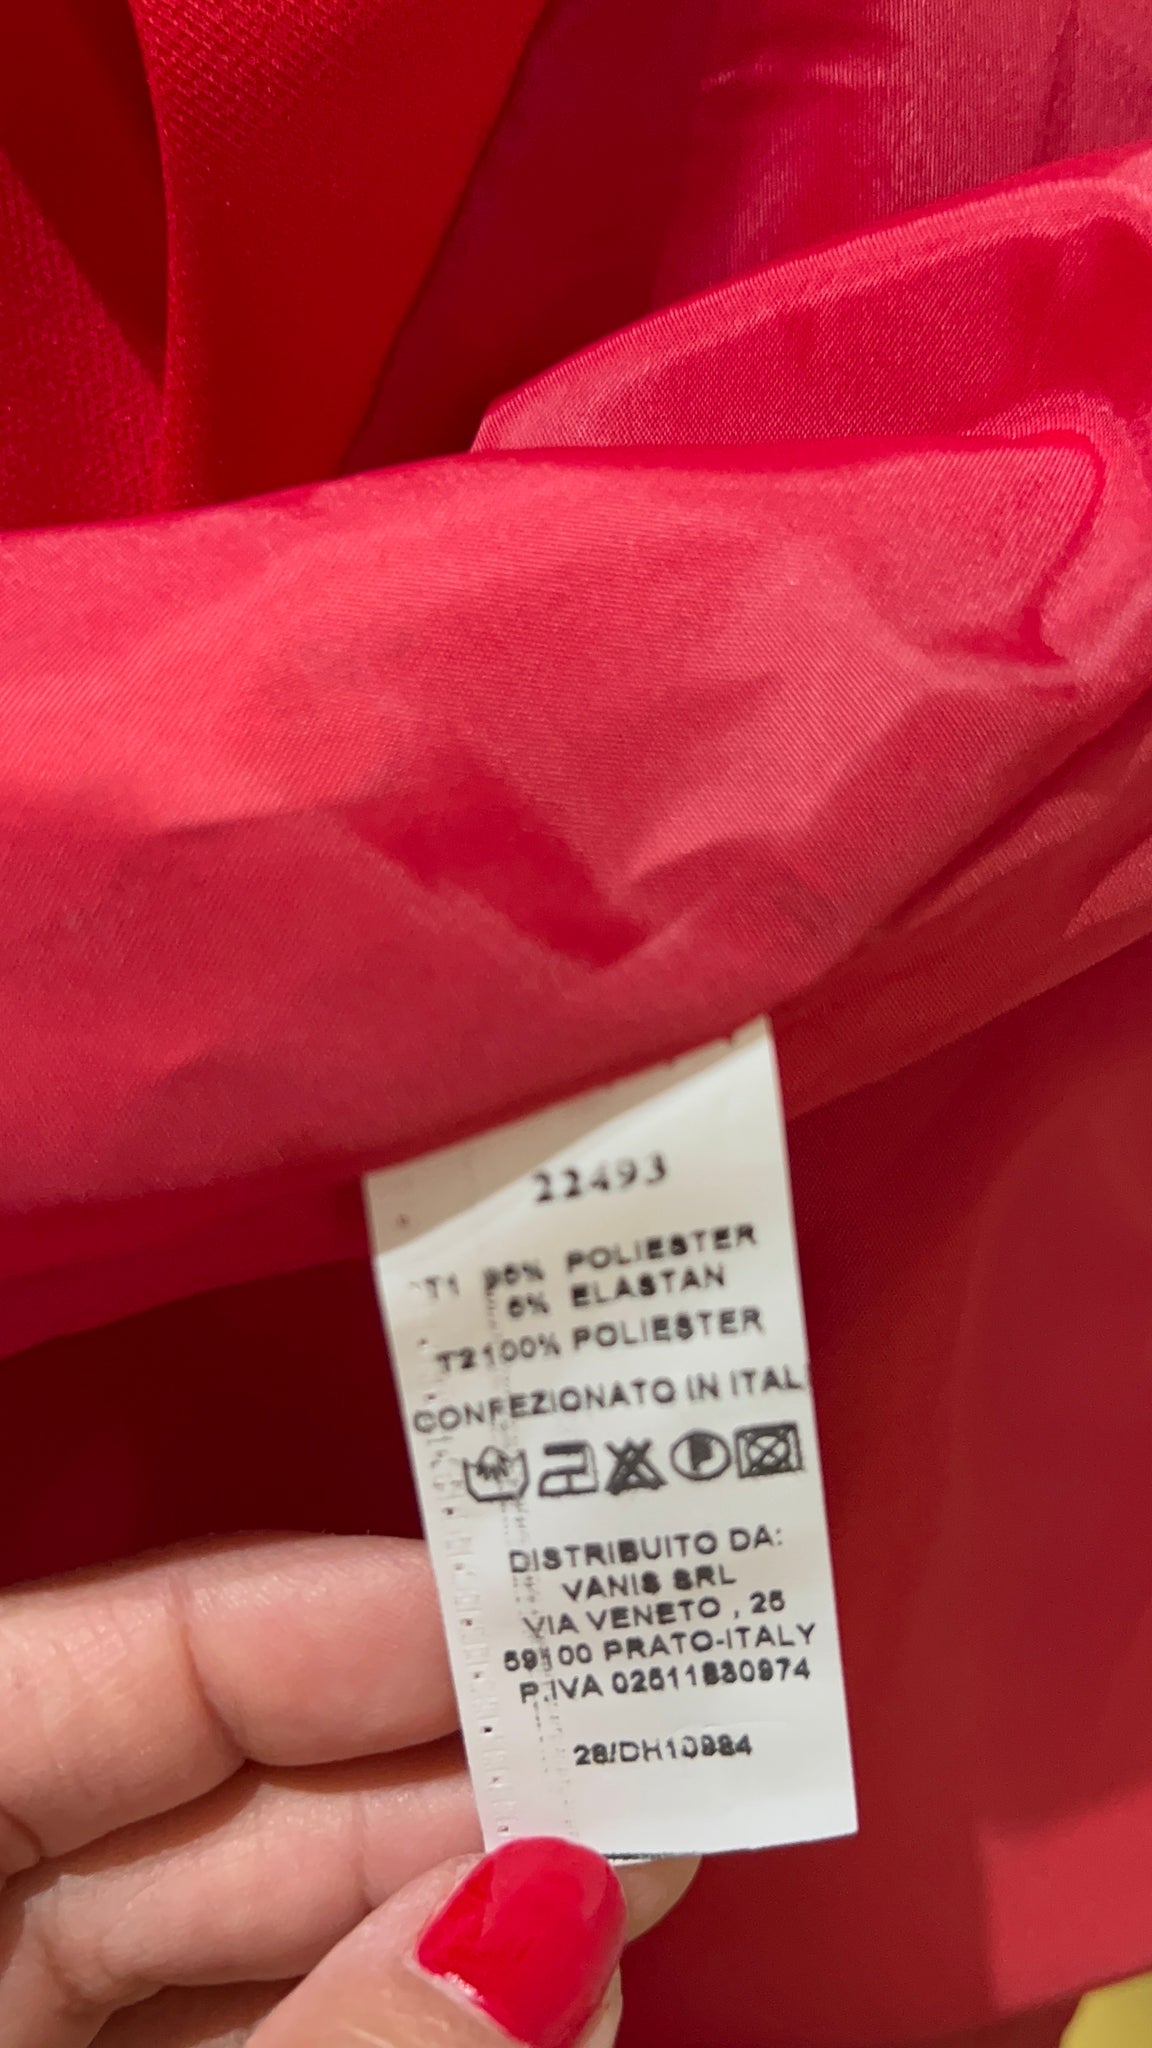 22493
T1 95% POLIESTER
5% ELASTAN
T2100% POLIESTER
CONFEZIONATO IN ITAL
P
DISTRIBUITO DA:
VANIS SRL
VIA VENETO , 25
59100 PRATO-ITALY
P.IVA 02511880974
28/DH10984